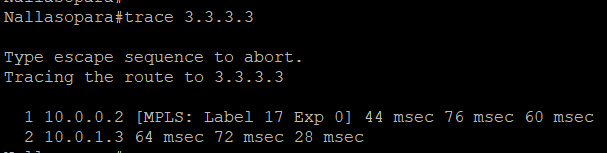 Nallasopara#
Nallasopara#trace 3.3.3.3
Type escape sequence to abort.
Tracing the route to 3.3.3.3
1 10.0.0.2 [MPLS: Label 17 Exp 0] 44 msec 76 msec 60 msec
2 10.0.1.3 64 msec 72 msec 28 msec
Nallasopara#